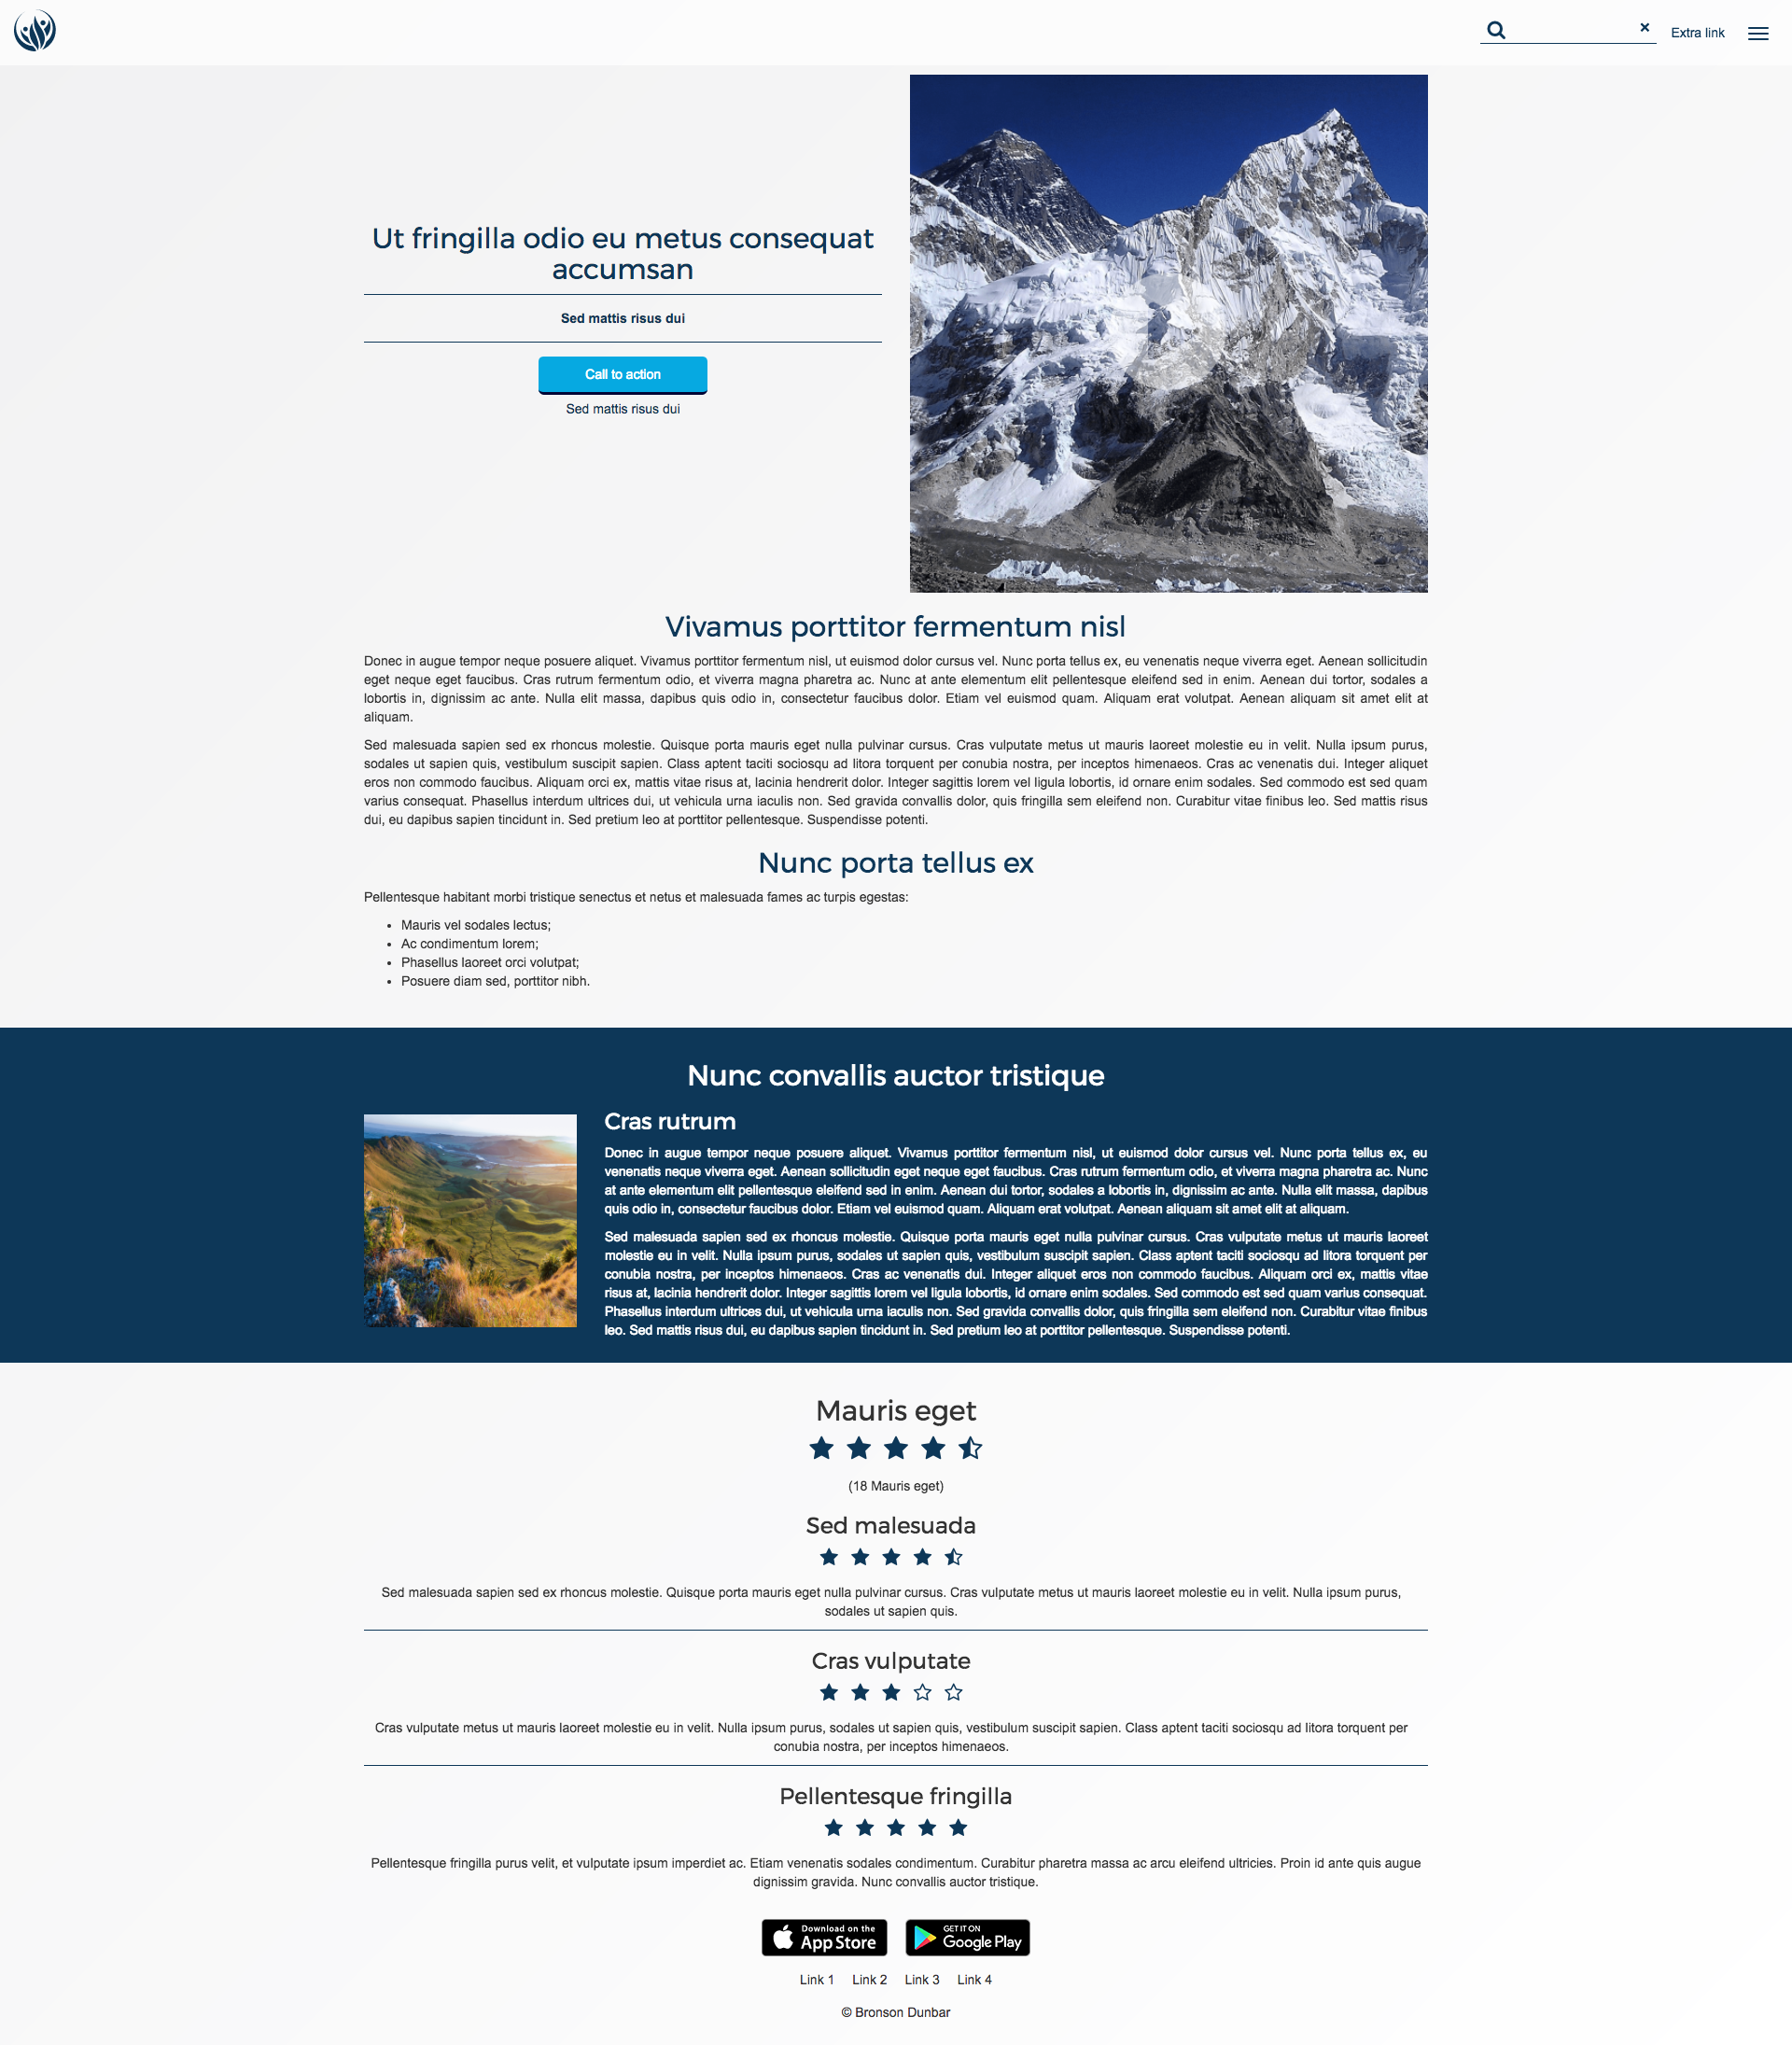 Extra link
Ut fringilla odio eu metus consequat
accumsan
Sed mattis risus dui
Call to action
Sed mattis risus dui
Vivamus porttitor fermentum nisl
Donec in augue tempor neque posuere aliquet. Vivamus porttitor fermentum nisl, ut euismod dolor cursus vel. Nunc porta tellus ex, eu venenatis neque viverra eget. Aenean sollicitudin
eget neque eget faucibus. Cras rutrum fermentum odio, et viverra magna pharetra ac. Nunc at ante elementum elit pellentesque eleifend sed in enim. Aenean dui tortor, sodales a
lobortis in, dignissim ac ante. Nulla elit massa, dapibus quis odio in, consectetur faucibus dolor. Etiam vel euismod quam. Aliquam erat volutpat. Aenean aliquam sit amet elit at
aliquam.
Sed malesuada sapien sed ex rhoncus molestie. Quisque porta mauris eget nulla pulvinar cursus. Cras vulputate metus ut mauris laoreet molestie eu in velit. Nulla ipsum purus,
sodales ut sapien quis, vestibulum suscipit sapien. Class aptent taciti sociosqu ad litora torquent per conubia nostra, per inceptos himenaeos. Cras ac venenatis dui. Integer aliquet
eros non commodo faucibus. Aliquam orci ex, mattis vitae risus at, lacinia hendrerit dolor. Integer sagittis lorem vel ligula lobortis, id ornare enim sodales. Sed commodo est sed quam
varius consequat. Phasellus interdum ultrices dui, ut vehicula urna iaculis non. Sed gravida convallis dolor, quis fringilla sem eleifend non. Curabitur vitae finibus leo. Sed mattis risus
dui, eu dapibus sapien tincidunt in. Sed pretium leo at porttitor pellentesque. Suspendisse potenti.
Nunc porta tellus ex
Pellentesque habitant morbi tristique senectus et netus et malesuada fames ac turpis egestas:
• Mauris vel sodales lectus;
• Ac condimentum lorem;
• Phasellus laoreet orci volutpat;
• Posuere diam sed, porttitor nibh.
Nunc convallis auctor tristique
Cras rutrum
Donec in augue tempor neque posuere aliquet. Vivamus porttitor fermentum nisl, ut euismod dolor cursus vel. Nunc porta tellus ex, eu
venenatis neque viverra eget. Aenean sollicitudin eget neque eget faucibus. Cras rutrum fermentum odio, et viverra magna pharetra ac. Nunc
at ante elementum elit pellentesque eleifend sed in enim. Aenean dui tortor, sodales a lobortis in, dignissim ac ante. Nulla elit massa, dapibus
quis odio in, consectetur faucibus dolor. Etiam vel euismod quam. Aliquam erat volutpat. Aenean aliquam sit amet elit at aliquam.
Sed malesuada sapien sed ex rhoncus molestie. Quisque porta mauris eget nulla pulvinar cursus. Cras vulputate metus ut mauris laoreet
molestie eu in velit. Nulla ipsum purus, sodales ut sapien quis, vestibulum suscipit sapien. Class aptent taciti sociosqu ad litora torquent per
conubia nostra, per inceptos himenaeos. Cras ac venenatis dui. Integer aliquet eros non commodo faucibus. Aliquam orci ex, mattis vitae
risus at, lacinia hendrerit dolor. Integer sagittis lorem vel ligula lobortis, id ornare enim sodales. Sed commodo est sed quam varius consequat.
Phasellus interdum ultrices dui, ut vehicula urna iaculis non. Sed gravida convallis dolor, quis fringilla sem eleifend non. Curabitur vitae finibus
leo. Sed mattis risus dui, eu dapibus sapien tincidunt in. Sed pretium leo at porttitor pellentesque. Suspendisse potenti.
Mauris eget
(18 Mauris eget)
Sed malesuada
Sed malesuada sapien sed ex rhoncus molestie. Quisque porta mauris eget nulla pulvinar cursus. Cras vulputate metus ut mauris laoreet molestie eu in velit. Nulla ipsum purus,
sodales ut sapien quis.
Cras vulputate
Cras vulputate metus ut mauris laoreet molestie eu in velit. Nulla ipsum purus, sodales ut sapien quis, vestibulum suscipit sapien. Class aptent taciti sociosqu ad litora torquent per
conubia nostra, per inceptos himenaeos.
Pellentesque fringilla
Pellentesque fringilla purus velit, et vulputate ipsum imperdiet ac. Etiam venenatis sodales condimentum. Curabitur pharetra massa ac arcu eleifend ultricies. Proin id ante quis augue
dignissim gravida. Nunc convallis auctor tristique.
Download on the
App Store
GET IT ON
Google Play
Link 1 Link 2 Link 3 Link 4
© Bronson Dunbar